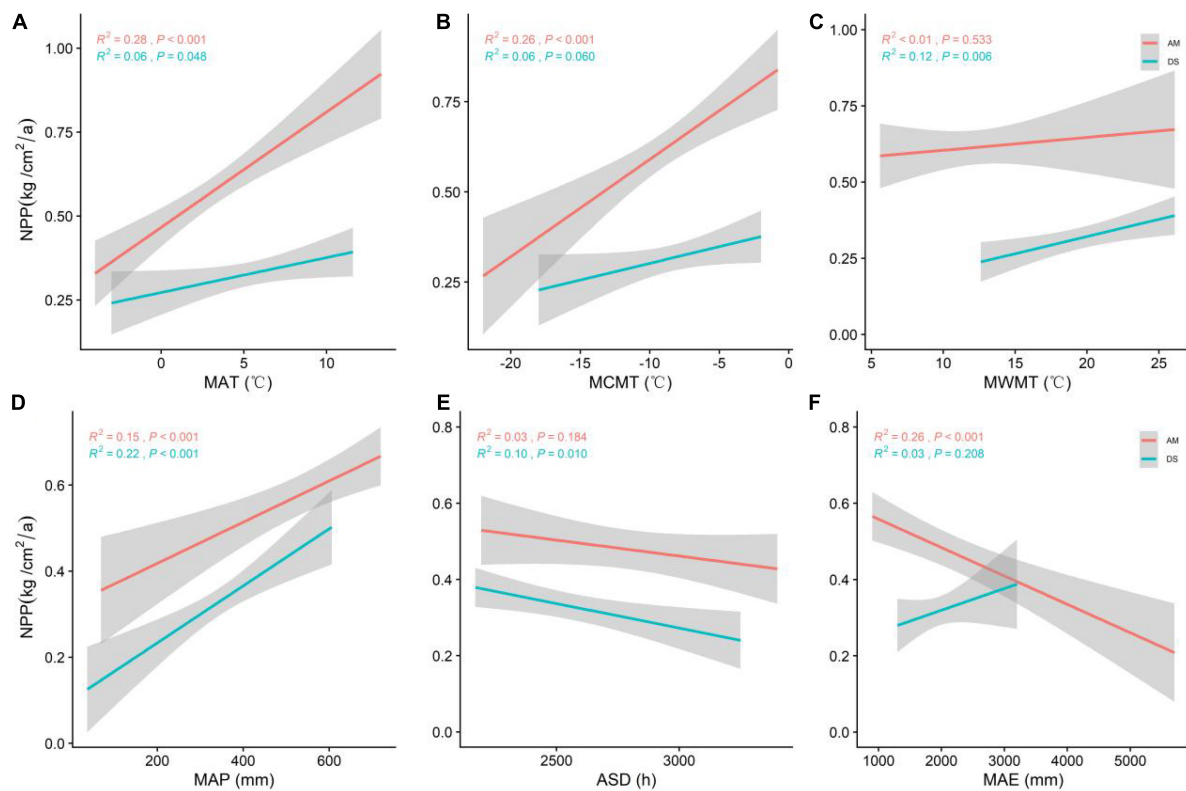 A
R² = 0.28 , P < 0.001
R² = 0.06 , P = 0.048
1.00
0.75
0.50
0.25
NPP(kg /cm²/a)
0
5
10
MAT (℃)
B
R² = 0.26 , P < 0.001
R² = 0.06 , P = 0.060
0.75
0.50
0.25
-20
-15
-10
-5
0
MCMT (℃)
C
R² < 0.01 , P = 0.533
R² = 0.12 , P = 0.006
AM
DS
1.00
0.75
0.50
0.25
0.00
5
10
15
20
25
MWMT (℃)
D
R² = 0.15 , P < 0.001
R² = 0.22 , P < 0.001
0.6
0.4
0.2
0.0
NPP(kg /cm²/a)
200
400
600
MAP (mm)
E
R² = 0.03 , P = 0.184
R² = 0.10 , P = 0.010
0.8
0.6
0.4
0.2
0.0
2500
3000
ASD (h)
F
R² = 0.26 , P < 0.001
R² = 0.03 , P = 0.208
AM
DS
0.8
0.6
0.4
0.2
0.0
1000
2000
3000
4000
5000
MAE (mm)